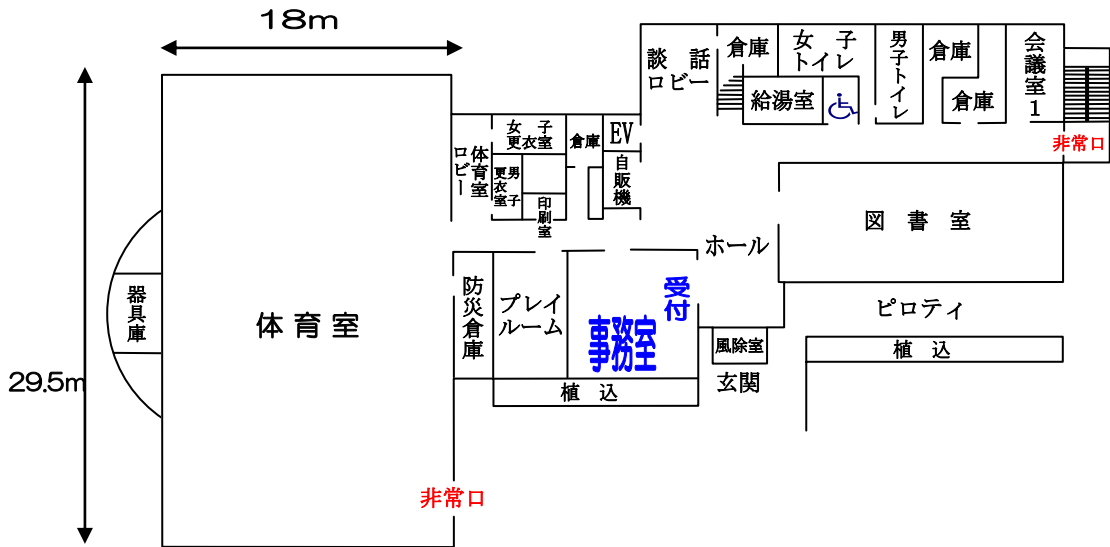 18m
29.5m
談 話
ロビー
倉庫
女 子
トイレ
男子トイレ
倉庫
倉庫
会議室1
給湯室
非常口
体育室
ロビー
女 子
更衣室
男子
更衣室
印刷室
倉庫
EV
自販機
図 書 室
ホール
器具庫
体 育 室
防災倉庫
プレイ
ルーム
事務室
受付
風除室
玄関
ピロティ
植 込
植 込
非常口